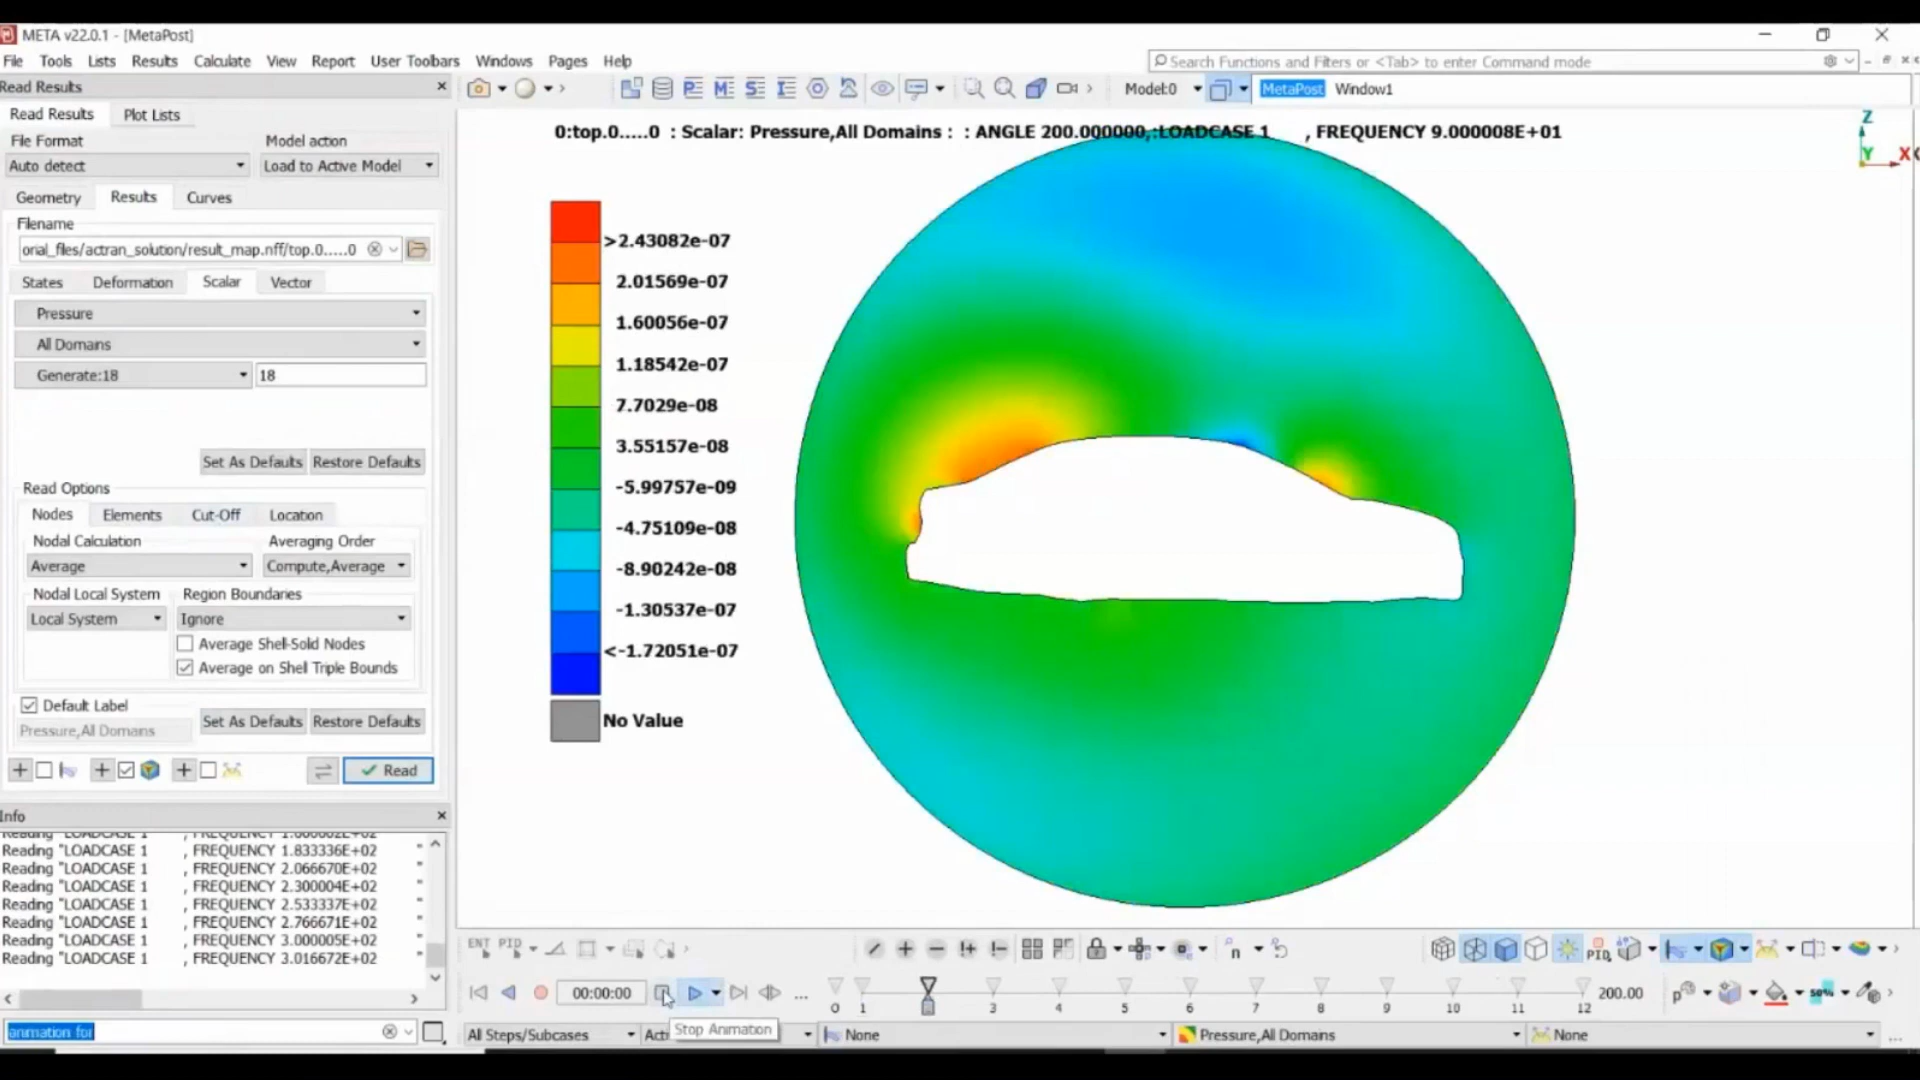 META v22.0.1 - [MetaPost]
File Tools Lists Results Calculate View Report User Toolbars Windows Pages Help
Search Functions and Filters or <Tab> to enter Command mode
Read Results
Model:0 MetaPost Window1
Read Results Plot Lists
File Format Model action
Auto detect Load to Active Model
Geometry Results Curves
Filename
orial_files/actran_solution/result_map.nff/top.0.....0
States Deformation Scalar Vector
Pressure
All Domains
Generate:18 18
Set As Defaults Restore Defaults
Read Options
Nodes Elements Cut-Off Location
Nodal Calculation Averaging Order
Average Compute,Average
Nodal Local System Region Boundaries
Local System Ignore
Average Shell-Solid Nodes
Average on Shell Triple Bounds
Default Label
Pressure,All Domains Set As Defaults Restore Defaults
Read
Info
Reading "LOADCASE 1 , FREQUENCY 1.833336E+02 "
Reading "LOADCASE 1 , FREQUENCY 2.066670E+02 "
Reading "LOADCASE 1 , FREQUENCY 2.300004E+02 "
Reading "LOADCASE 1 , FREQUENCY 2.533337E+02 "
Reading "LOADCASE 1 , FREQUENCY 2.766671E+02 "
Reading "LOADCASE 1 , FREQUENCY 3.000005E+02 "
Reading "LOADCASE 1 , FREQUENCY 3.016672E+02 "
anmation for
0:top.0.....0 : Scalar: Pressure,All Domains : : ANGLE 200.000000,:LOADCASE 1 , FREQUENCY 9.000008E+01
Z
Y X
>2.43082e-07
2.01569e-07
1.60056e-07
1.18542e-07
7.7029e-08
3.55157e-08
-5.99757e-09
-4.75109e-08
-8.90242e-08
-1.30537e-07
<-1.72051e-07
No Value
ENT PID
PID
00:00:00
0 1 3 4 5 6 7 8 9 10 11 12
200.00
50%
Stop Animation
All Steps/Subcases Acti None Pressure,All Domains None